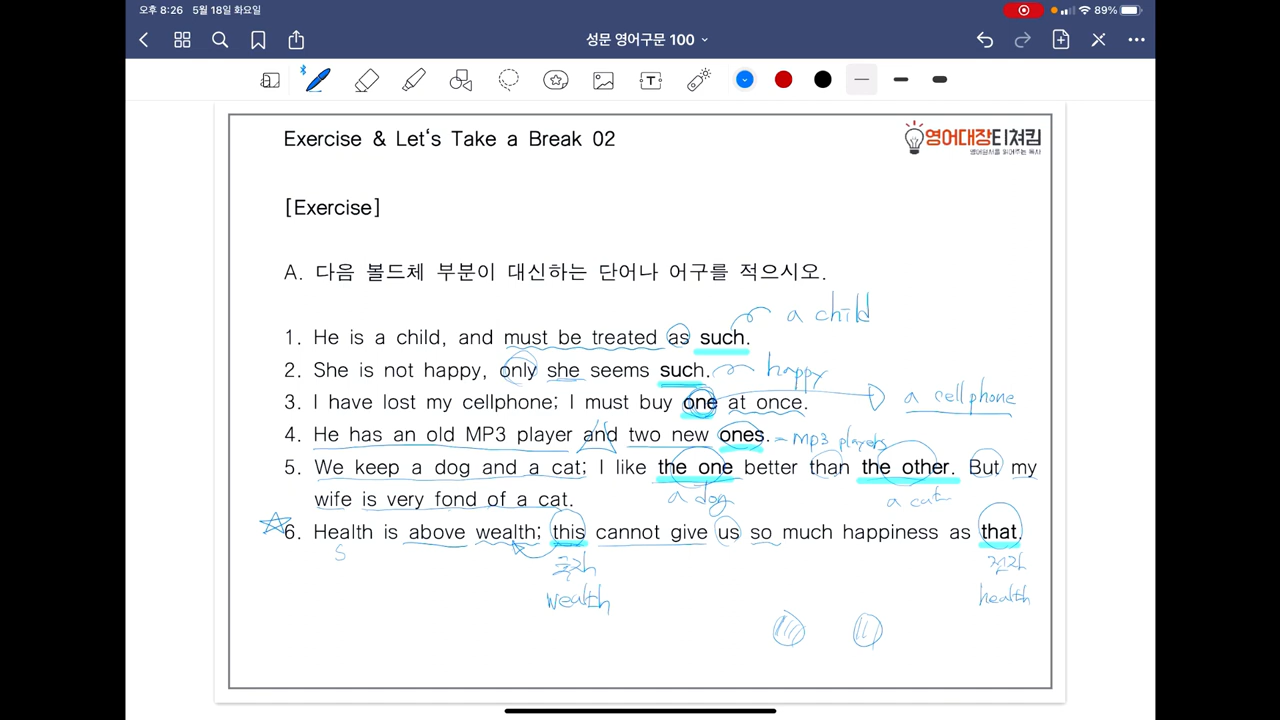 오후 8:26 5월 18일 화요일
89%
성문 영어구문 100
Exercise & Let's Take a Break 02
영어대장티쳐킴
[Exercise]
A. 다음 볼드체 부분이 대신하는 단어나 어구를 적으시오.
a child
1. He is a child, and must be treated as such.
2. She is not happy, only she seems such. happy
3. I have lost my cellphone; I must buy one at once. a cellphone
4. He has an old MP3 player and two new ones. - MP3 players
5. We keep a dog and a cat; I like the one better than the other. But my
wife is very fond of a cat. a dog a cat
6. Health is above wealth; this cannot give us so much happiness as that.
S 후자 전자
wealth health